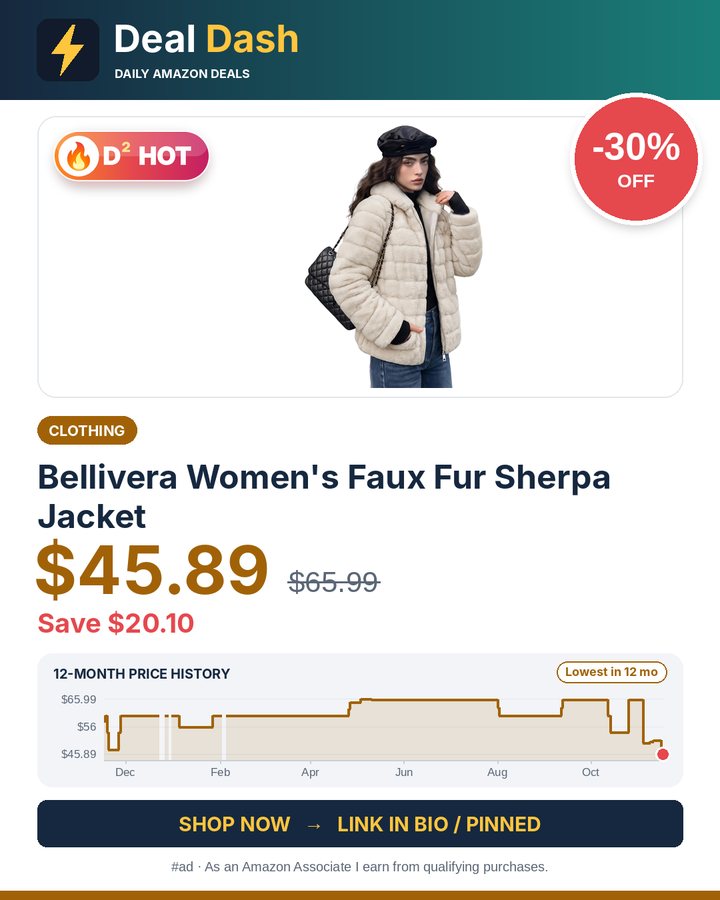 Deal Dash
DAILY AMAZON DEALS
D² HOT
-30%
OFF
CLOTHING
Bellivera Women's Faux Fur Sherpa
Jacket
$45.89 $65.99
Save $20.10
12-MONTH PRICE HISTORY
Lowest in 12 mo
$65.99
$56
$45.89
Dec Feb Apr Jun Aug Oct
SHOP NOW → LINK IN BIO / PINNED
#ad · As an Amazon Associate I earn from qualifying purchases.